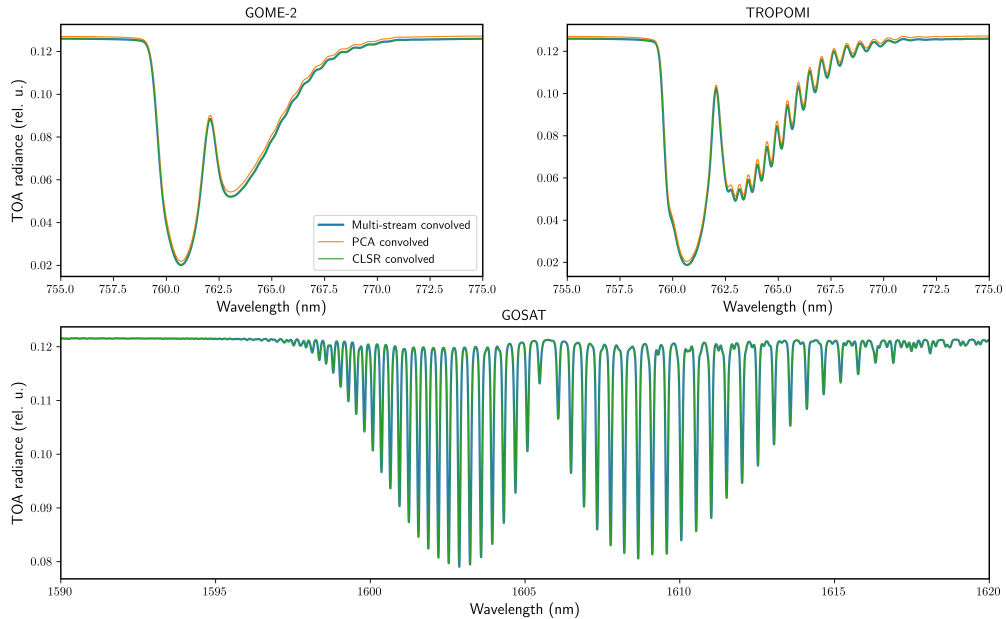 GOME-2
TROPOMI
TOA radiance (rel. u.)
0.12
0.10
0.08
0.06
0.04
0.02
755.0 757.5 760.0 762.5 765.0 767.5 770.0 772.5 775.0
Wavelength (nm)
Multi-stream convolved
PCA convolved
CLSR convolved
TOA radiance (rel. u.)
0.12
0.10
0.08
0.06
0.04
0.02
755.0 757.5 760.0 762.5 765.0 767.5 770.0 772.5 775.0
Wavelength (nm)
GOSAT
TOA radiance (rel. u.)
0.12
0.11
0.10
0.09
0.08
1590 1595 1600 1605 1610 1615 1620
Wavelength (nm)